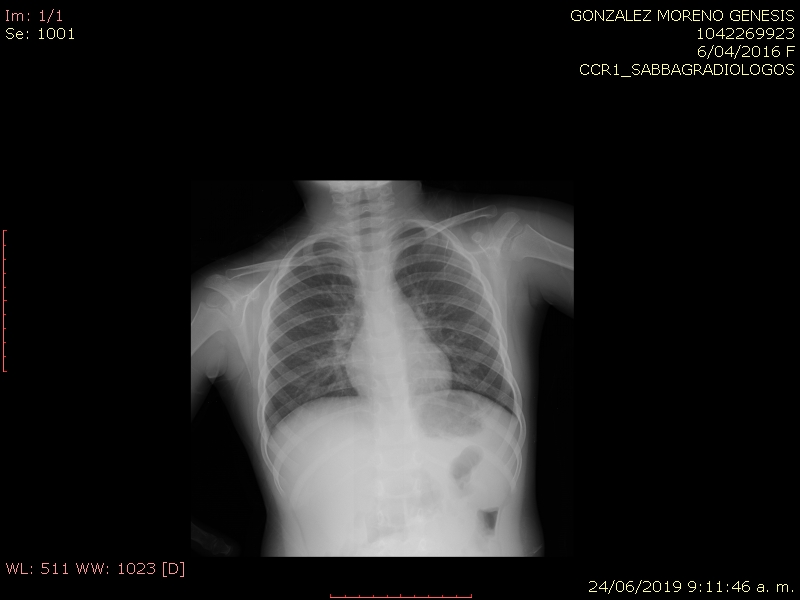 Im: 1/1
Se: 1001
GONZALEZ MORENO GENESIS
1042269923
6/04/2016 F
CCR1_SABBAGRADIOLOGOS
WL: 511 WW: 1023 [D]
24/06/2019 9:11:46 a. m.